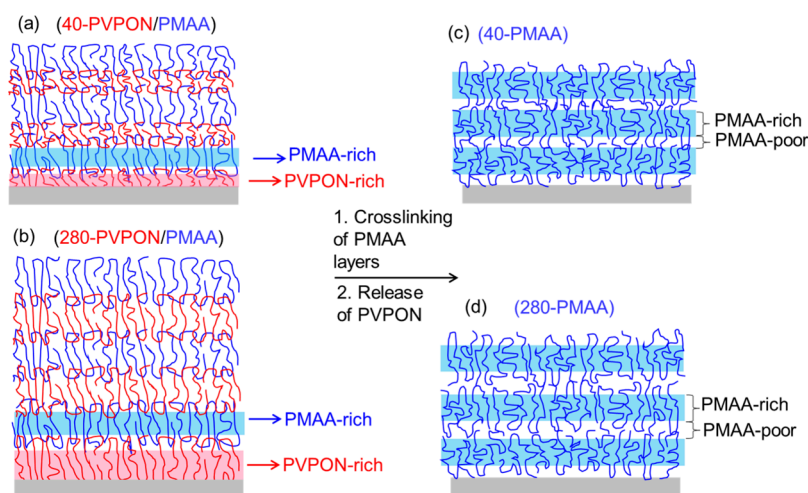 (a) (40-PVPON/PMAA)
PMAA-rich
PVPON-rich
(b) (280-PVPON/PMAA)
PMAA-rich
PVPON-rich
1. Crosslinking
of PMAA
layers
2. Release
of PVPON
(c) (40-PMAA)
PMAA-rich
PMAA-poor
(d) (280-PMAA)
PMAA-rich
PMAA-poor